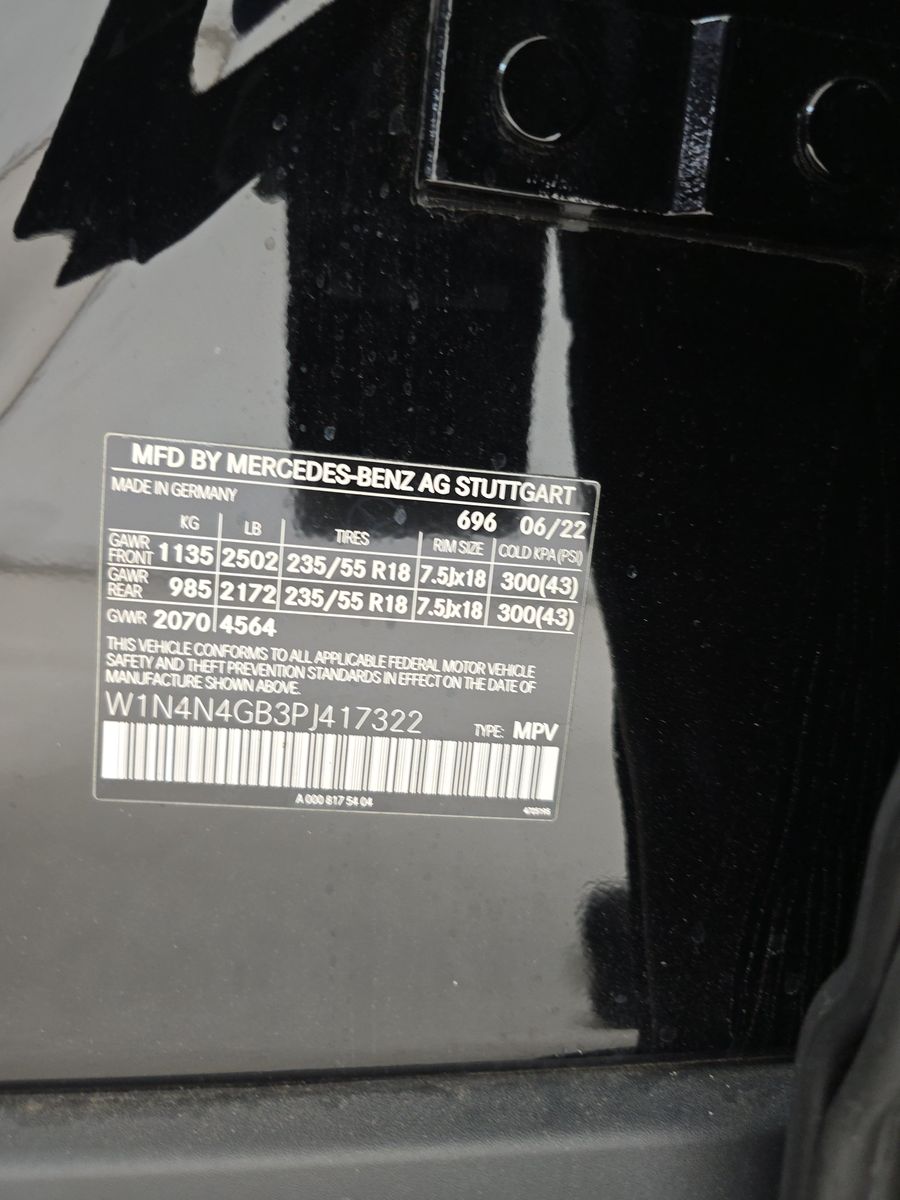 MFD BY MERCEDES-BENZ AG STUTTGART
MADE IN GERMANY
696 06/22
KG LB TIRES RIM SIZE COLD KPA (PSI)
GAWR FRONT 1135 2502 235/55 R18 7.5Jx18 300(43)
GAWR REAR 985 2172 235/55 R18 7.5Jx18 300(43)
GVWR 2070 4564
THIS VEHICLE CONFORMS TO ALL APPLICABLE FEDERAL MOTOR VEHICLE
SAFETY AND THEFT PREVENTION STANDARDS IN EFFECT ON THE DATE OF
MANUFACTURE SHOWN ABOVE.
W1N4N4GB3PJ417322 TYPE: MPV
A 000 817 54 04